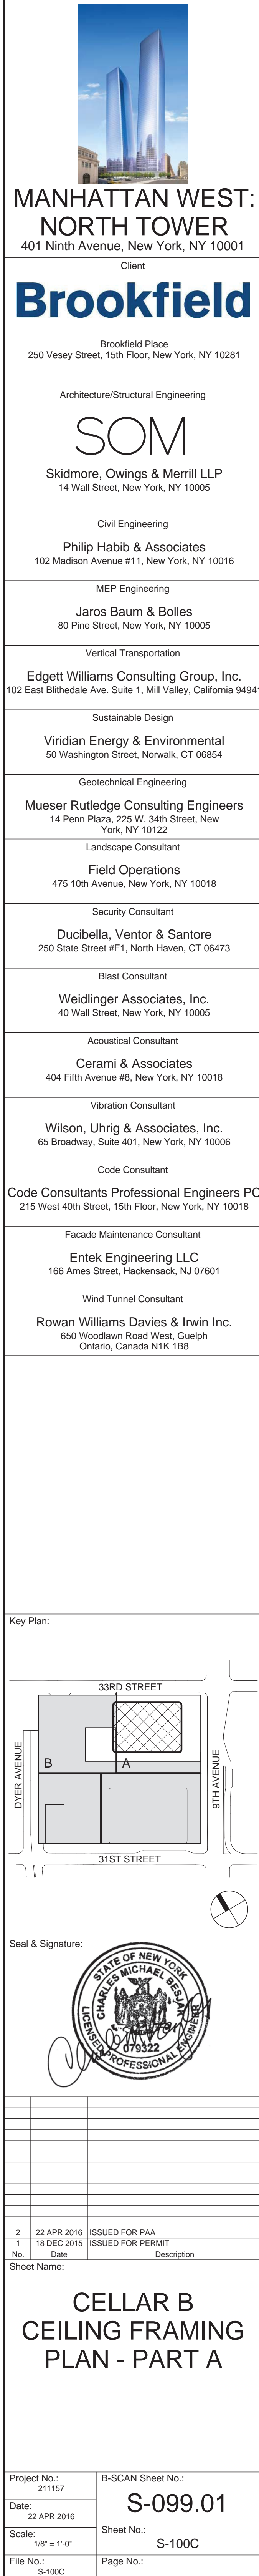 MANHATTAN WEST:
NORTH TOWER
401 Ninth Avenue, New York, NY 10001
Client
Brookfield
Brookfield Place
250 Vesey Street, 15th Floor, New York, NY 10281
Architecture/Structural Engineering
SOM
Skidmore, Owings & Merrill LLP
14 Wall Street, New York, NY 10005
Civil Engineering
Philip Habib & Associates
102 Madison Avenue #11, New York, NY 10016
MEP Engineering
Jaros Baum & Bolles
80 Pine Street, New York, NY 10005
Vertical Transportation
Edgett Williams Consulting Group, Inc.
102 East Blithedale Ave. Suite 1, Mill Valley, California 9494
Sustainable Design
Viridian Energy & Environmental
50 Washington Street, Norwalk, CT 06854
Geotechnical Engineering
Mueser Rutledge Consulting Engineers
14 Penn Plaza, 225 W. 34th Street, New
York, NY 10122
Landscape Consultant
Field Operations
475 10th Avenue, New York, NY 10018
Security Consultant
Ducibella, Ventor & Santore
250 State Street #F1, North Haven, CT 06473
Blast Consultant
Weidlinger Associates, Inc.
40 Wall Street, New York, NY 10005
Acoustical Consultant
Cerami & Associates
404 Fifth Avenue #8, New York, NY 10018
Vibration Consultant
Wilson, Uhrig & Associates, Inc.
65 Broadway, Suite 401, New York, NY 10006
Code Consultant
Code Consultants Professional Engineers PC
215 West 40th Street, 15th Floor, New York, NY 10018
Facade Maintenance Consultant
Entek Engineering LLC
166 Ames Street, Hackensack, NJ 07601
Wind Tunnel Consultant
Rowan Williams Davies & Irwin Inc.
650 Woodlawn Road West, Guelph
Ontario, Canada N1K 1B8
Key Plan:
33RD STREET
DYER AVENUE
B
A
9TH AVENUE
31ST STREET
Seal & Signature:
STATE OF NEW YORK
CHARLES MICHAEL BESJAK
079322
LICENSED PROFESSIONAL ENGINEER
2 22 APR 2016 ISSUED FOR PAA
1 18 DEC 2015 ISSUED FOR PERMIT
No. Date Description
Sheet Name:
CELLAR B
CEILING FRAMING
PLAN - PART A
Project No.:
211157
B-SCAN Sheet No.:
S-099.01
Date:
22 APR 2016
Scale:
1/8" = 1'-0"
Sheet No.:
S-100C
File No.:
S-100C
Page No.: